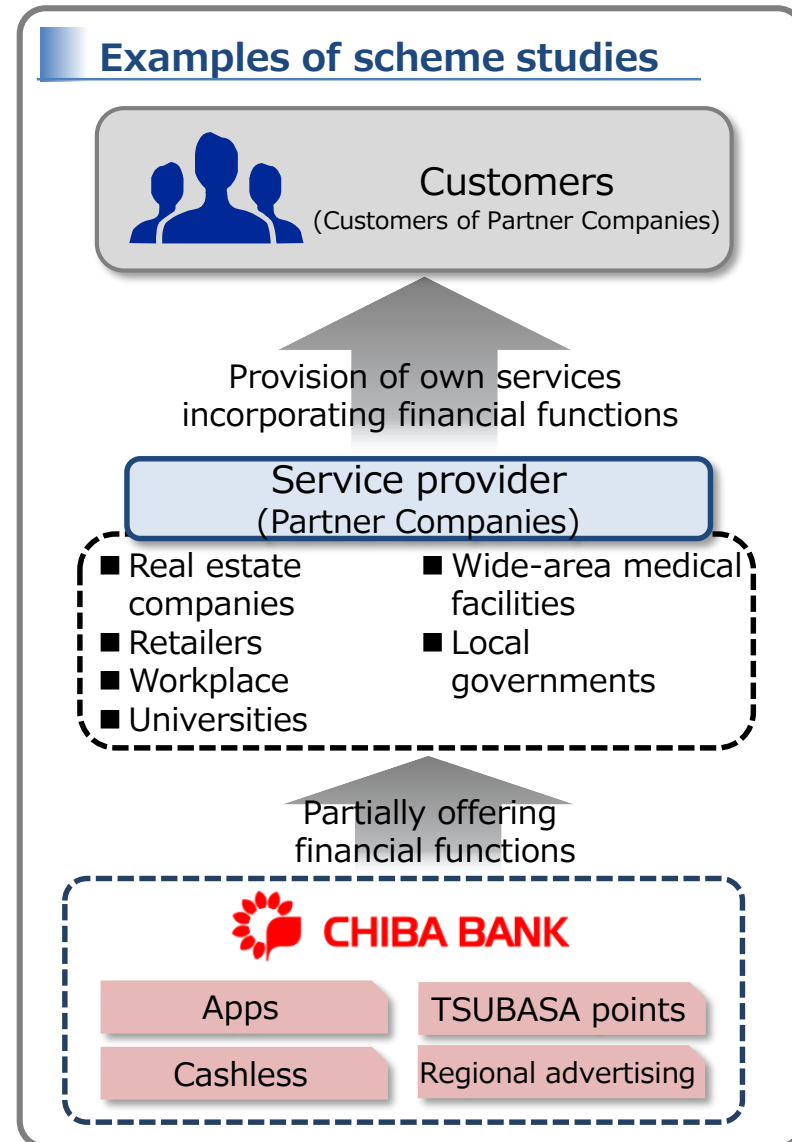 Examples of scheme studies
Customers
(Customers of Partner Companies)
Provision of own services
incorporating financial functions
Service provider
(Partner Companies)
■ Real estate
companies
■ Retailers
■ Workplace
■ Universities
■ Wide-area medical
facilities
■ Local
governments
Partially offering
financial functions
CHIBA BANK
Apps
TSUBASA points
Cashless
Regional advertising